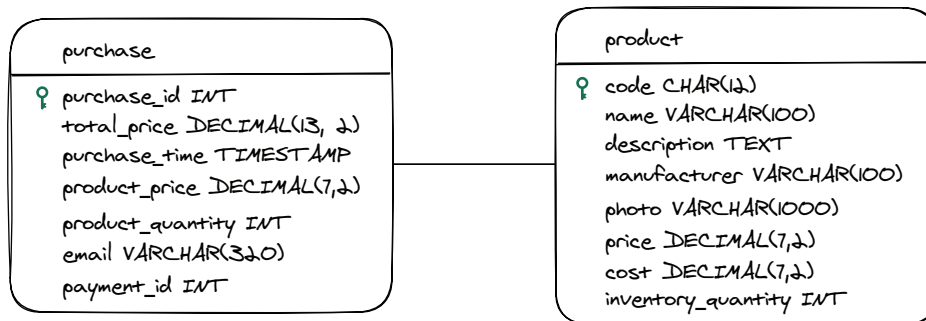 purchase
purchase_id INT
total_price DECIMAL(13, 2)
purchase_time TIMESTAMP
product_price DECIMAL(7,2)
product_quantity INT
email VARCHAR(320)
payment_id INT
product
code CHAR(12)
name VARCHAR(100)
description TEXT
manufacturer VARCHAR(100)
photo VARCHAR(1000)
price DECIMAL(7,2)
cost DECIMAL(7,2)
inventory_quantity INT